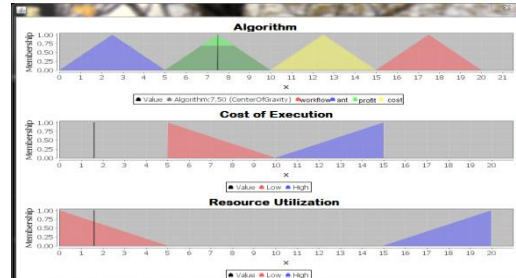 Algorithm
Membership
1.00
0.75
0.50
0.25
0.00
0 1 2 3 4 5 6 7 8 9 10 11 12 13 14 15 16 17 18 19 20 21
x
Value Algorithm:7.50 (CenterOfGravity) workflow ant profit cost
Cost of Execution
Membership
1.00
0.75
0.50
0.25
0.00
0 1 2 3 4 5 6 7 8 9 10 11 12 13 14 15 16 17 18 19 20
x
Value Low High
Resource Utilization
Membership
1.00
0.75
0.50
0.25
0.00
0 1 2 3 4 5 6 7 8 9 10 11 12 13 14 15 16 17 18 19 20
x
Value Low High